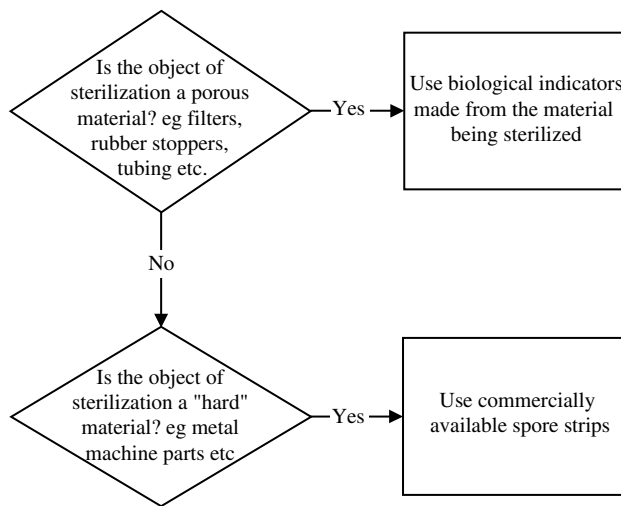 Is the object of
sterilization a porous
material? eg filters,
rubber stoppers,
tubing etc.
Yes
Use biological indicators
made from the material
being sterilized
No
Is the object of
sterilization a "hard"
material? eg metal
machine parts etc
Yes
Use commercially
available spore strips